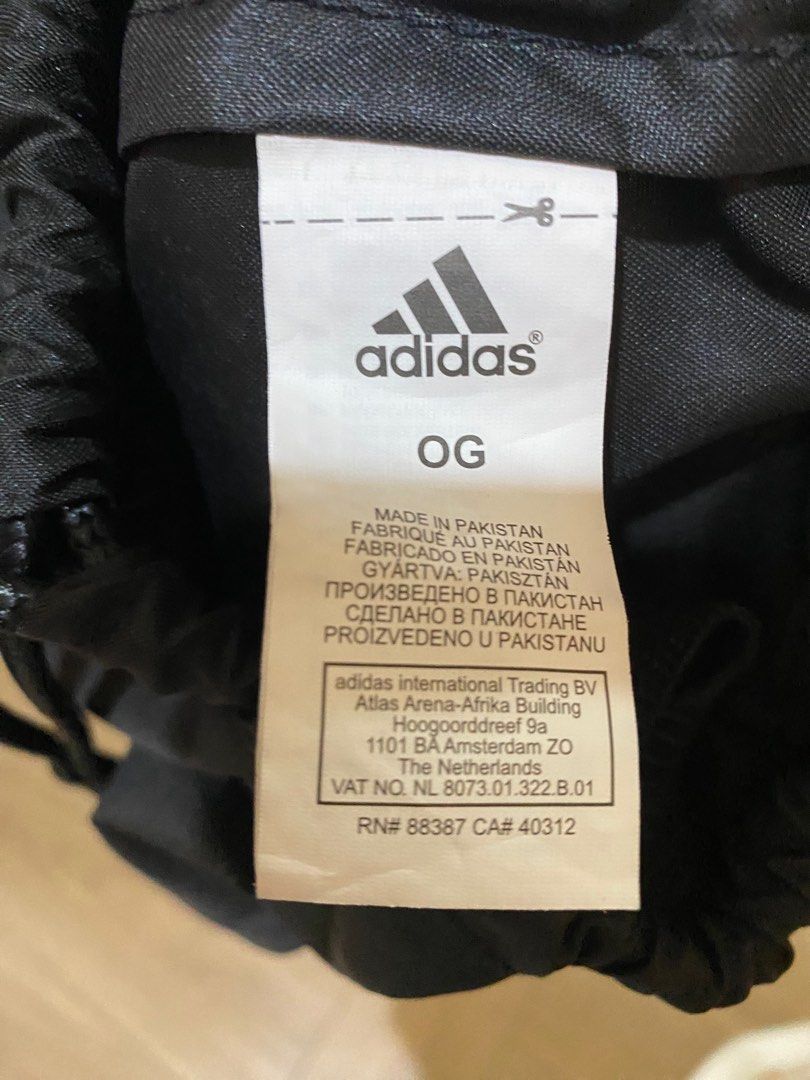 adidas®
OG
MADE IN PAKISTAN
FABRIQUÉ AU PAKISTAN
FABRICADO EN PAKISTÁN
GYÁRTVA: PAKISZTÁN
ПРОИЗВЕДЕНО В ПАКИСТАН
СДЕЛАНО В ПАКИСТАНЕ
PROIZVEDENO U PAKISTANU
adidas international Trading BV
Atlas Arena-Afrika Building
Hoogoorddreef 9a
1101 BA Amsterdam ZO
The Netherlands
VAT NO. NL 8073.01.322.B.01
RN# 88387 CA# 40312